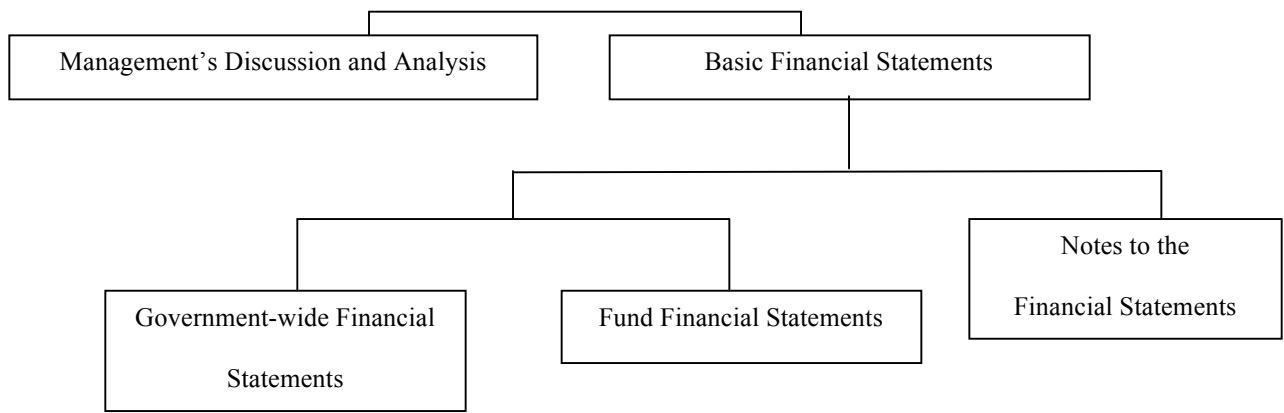 Management’s Discussion and Analysis
Basic Financial Statements
Government-wide Financial
Statements
Fund Financial Statements
Notes to the
Financial Statements